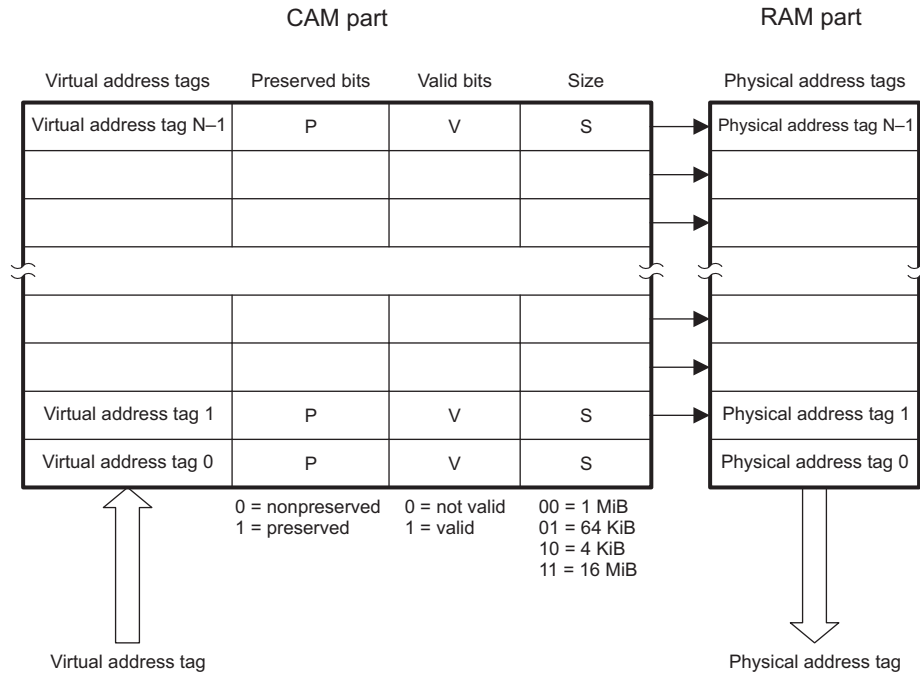 CAM part RAM part
Virtual address tags Preserved bits Valid bits Size Physical address tags
Virtual address tag N–1 P V S Physical address tag N–1
Virtual address tag 1 P V S Physical address tag 1
Virtual address tag 0 P V S Physical address tag 0
0 = nonpreserved 0 = not valid 00 = 1 MiB
1 = preserved 1 = valid 01 = 64 KiB
10 = 4 KiB
11 = 16 MiB
Virtual address tag Physical address tag